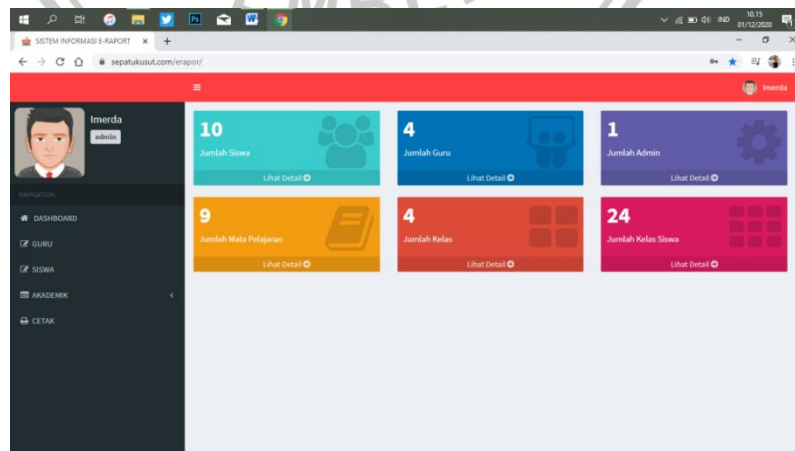 10.15
IND
01/12/2020
SISTEM INFORMASI E-RAPORT
sepatukusut.com/erapor/
Imerda
Imerda
admin
NAVIGATION
DASHBOARD
GURU
SISWA
AKADEMIK
CETAK
10
Jumlah Siswa
Lihat Detail
4
Jumlah Guru
Lihat Detail
1
Jumlah Admin
Lihat Detail
9
Jumlah Mata Pelajaran
Lihat Detail
4
Jumlah Kelas
Lihat Detail
24
Jumlah Kelas Siswa
Lihat Detail